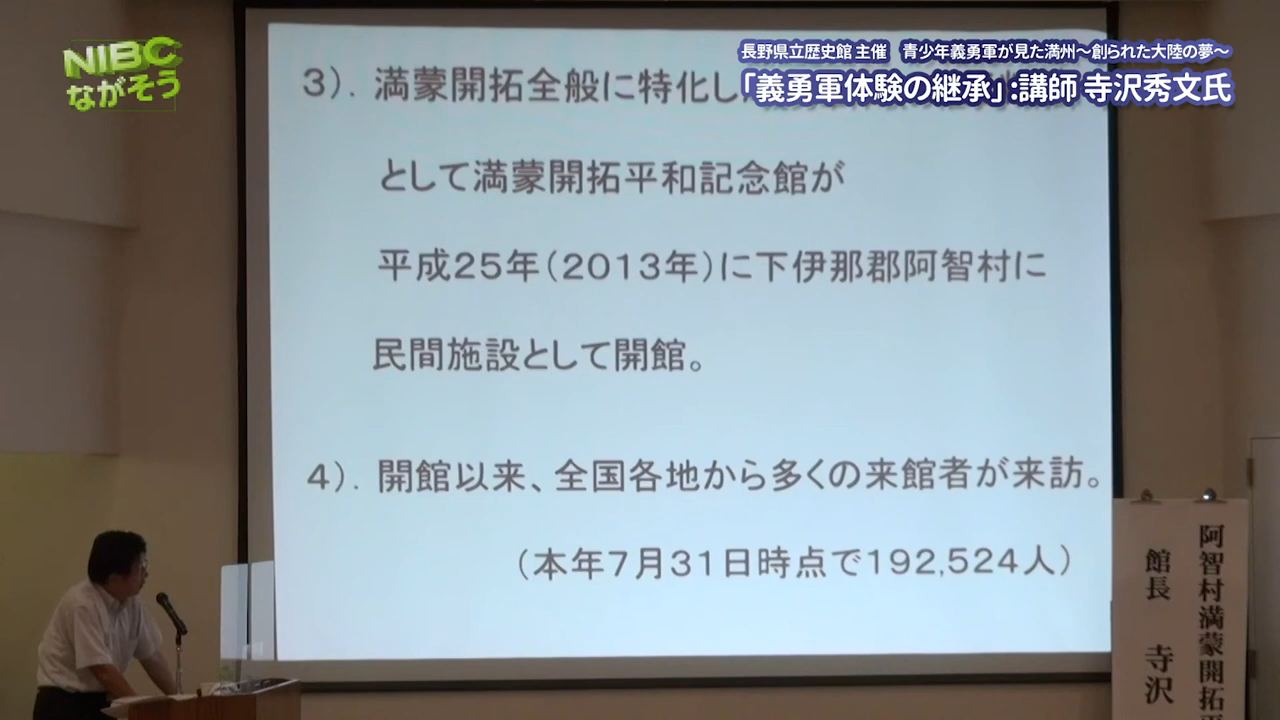 NIBC
ながそう
長野県立歴史館 主催　青少年義勇軍が見た満州～創られた大陸の夢～
「義勇軍体験の継承」:講師 寺沢秀文氏
3）. 満蒙開拓全般に特化し
として満蒙開拓平和記念館が
平成25年（2013年）に下伊那郡阿智村に
民間施設として開館。
4）. 開館以来、全国各地から多くの来館者が来訪。
（本年7月31日時点で192,524人）
阿智村満蒙開拓
館長 寺沢